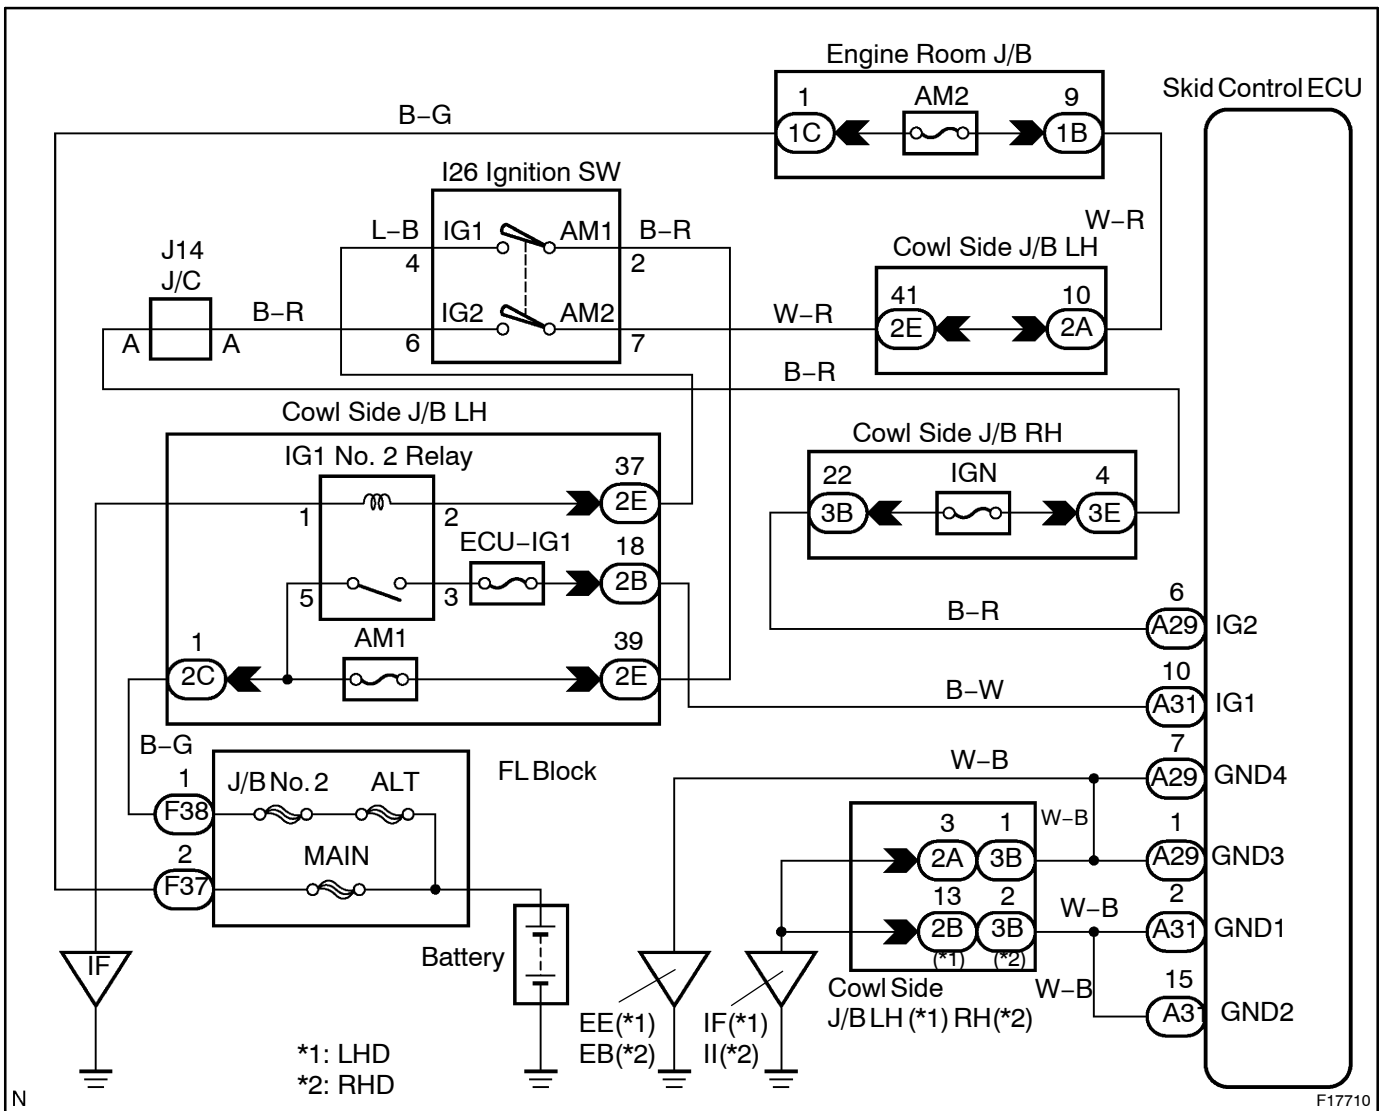 Engine Room J/B
Skid Control ECU
1
AM2
9
B–G
1C
1B
I26 Ignition SW
W–R
L–B
IG1
AM1
B–R
J14
J/C
4
2
Cowl Side J/B LH
41
10
B–R
IG2
AM2
W–R
2E
2A
A
A
6
7
B–R
Cowl Side J/B LH
Cowl Side J/B RH
IG1 No. 2 Relay
37
22
IGN
4
1
2
2E
3B
3E
ECU–IG1
18
5
3
2B
6
B–R
A29
IG2
1
AM1
39
2C
2E
10
B–W
A31
IG1
B–G
7
W–B
A29
GND4
1
J/B No. 2
ALT
FL Block
F38
3
1
W–B
1
2
MAIN
2A
3B
A29
GND3
F37
13
2
W–B
2
2B
3B
A31
GND1
(*1)
(*2)
IF
Battery
15
Cowl Side
W–B
J/B LH (*1) RH (*2)
A31
GND2
EE(*1)
IF(*1)
EB(*2)
II(*2)
*1: LHD
*2: RHD
N
F17710